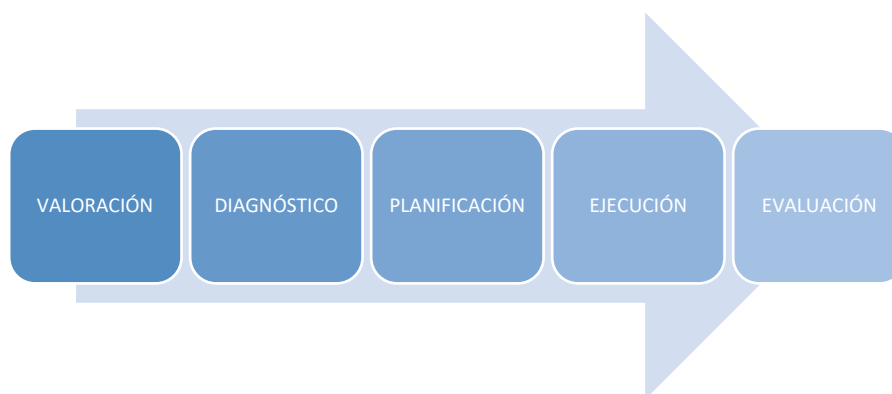 VALORACIÓN
DIAGNÓSTICO
PLANIFICACIÓN
EJECUCIÓN
EVALUACIÓN